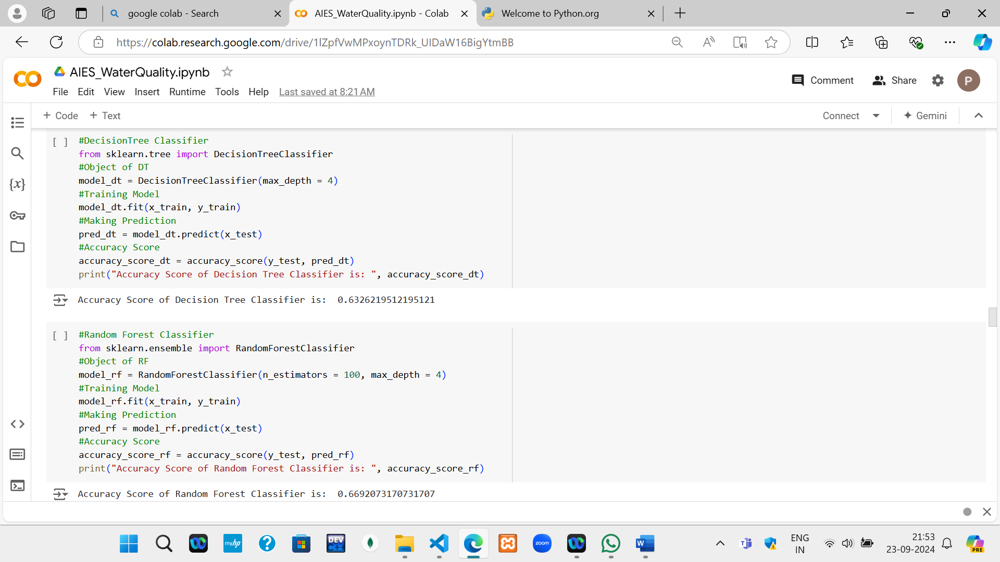 google colab - Search
AIES_WaterQuality.ipynb - Colab
Welcome to Python.org
https://colab.research.google.com/drive/1lZpfVwMPxoynTDRk_UIDaW16BigYtmBB
AIES_WaterQuality.ipynb
Comment
Share
P
File Edit View Insert Runtime Tools Help Last saved at 8:21 AM
+ Code + Text
Connect
Gemini
[ ] #DecisionTree Classifier
from sklearn.tree import DecisionTreeClassifier
#Object of DT
model_dt = DecisionTreeClassifier(max_depth = 4)
#Training Model
model_dt.fit(x_train, y_train)
#Making Prediction
pred_dt = model_dt.predict(x_test)
#Accuracy Score
accuracy_score_dt = accuracy_score(y_test, pred_dt)
print("Accuracy Score of Decision Tree Classifier is: ", accuracy_score_dt)
Accuracy Score of Decision Tree Classifier is:  0.6326219512195121
[ ] #Random Forest Classifier
from sklearn.ensemble import RandomForestClassifier
#Object of RF
model_rf = RandomForestClassifier(n_estimators = 100, max_depth = 4)
#Training Model
model_rf.fit(x_train, y_train)
#Making Prediction
pred_rf = model_rf.predict(x_test)
#Accuracy Score
accuracy_score_rf = accuracy_score(y_test, pred_rf)
print("Accuracy Score of Random Forest Classifier is: ", accuracy_score_rf)
Accuracy Score of Random Forest Classifier is:  0.6692073170731707
myhp
DEV
C++
zoom
W
ENG
IN
21:53
23-09-2024
PRE